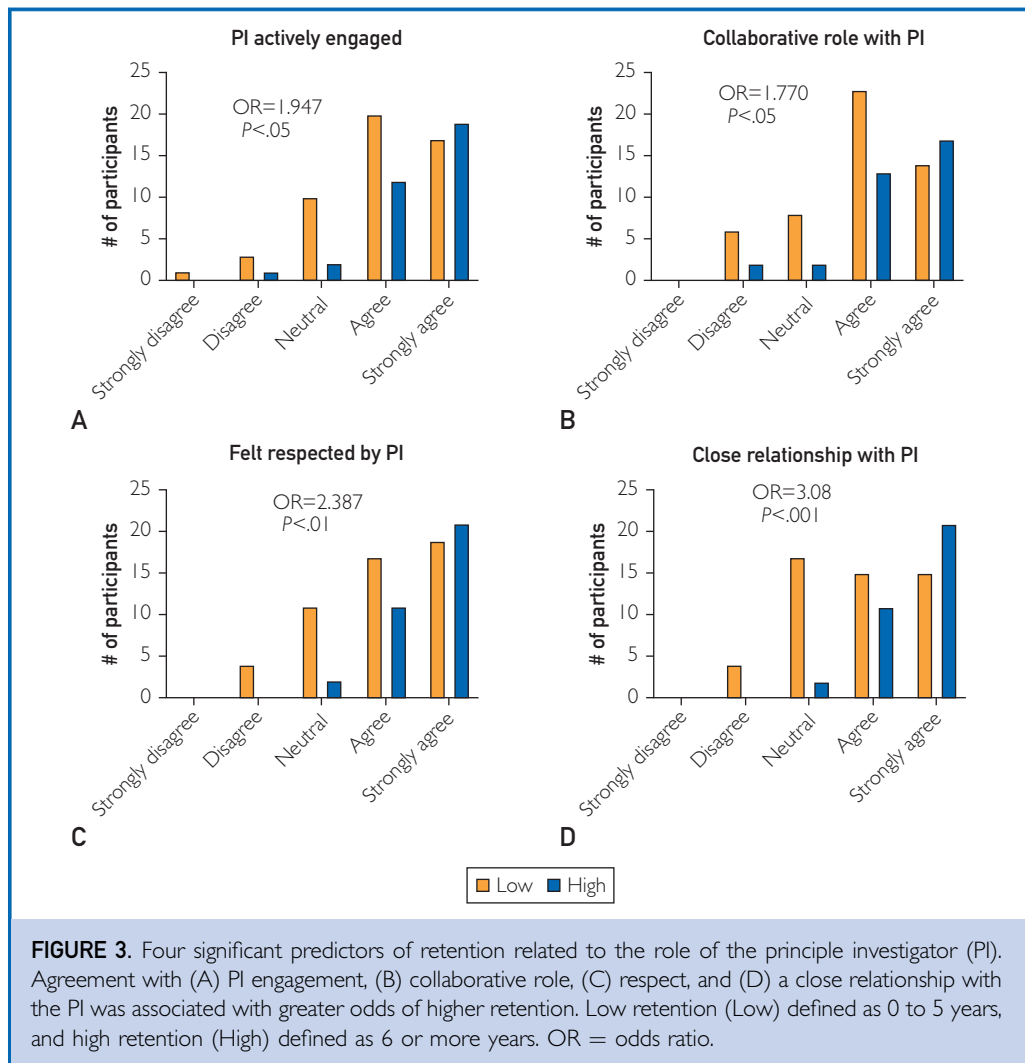 PI actively engaged
25
20
15
10
5
0
# of participants
OR=1.947
P<.05
Strongly disagree
Disagree
Neutral
Agree
Strongly agree
A
Collaborative role with PI
25
20
15
10
5
0
# of participants
OR=1.770
P<.05
Strongly disagree
Disagree
Neutral
Agree
Strongly agree
B
Felt respected by PI
25
20
15
10
5
0
# of participants
OR=2.387
P<.01
Strongly disagree
Disagree
Neutral
Agree
Strongly agree
C
Close relationship with PI
25
20
15
10
5
0
# of participants
OR=3.08
P<.001
Strongly disagree
Disagree
Neutral
Agree
Strongly agree
D
Low High
FIGURE 3. Four significant predictors of retention related to the role of the principle investigator (PI).
Agreement with (A) PI engagement, (B) collaborative role, (C) respect, and (D) a close relationship with
the PI was associated with greater odds of higher retention. Low retention (Low) defined as 0 to 5 years,
and high retention (High) defined as 6 or more years. OR = odds ratio.